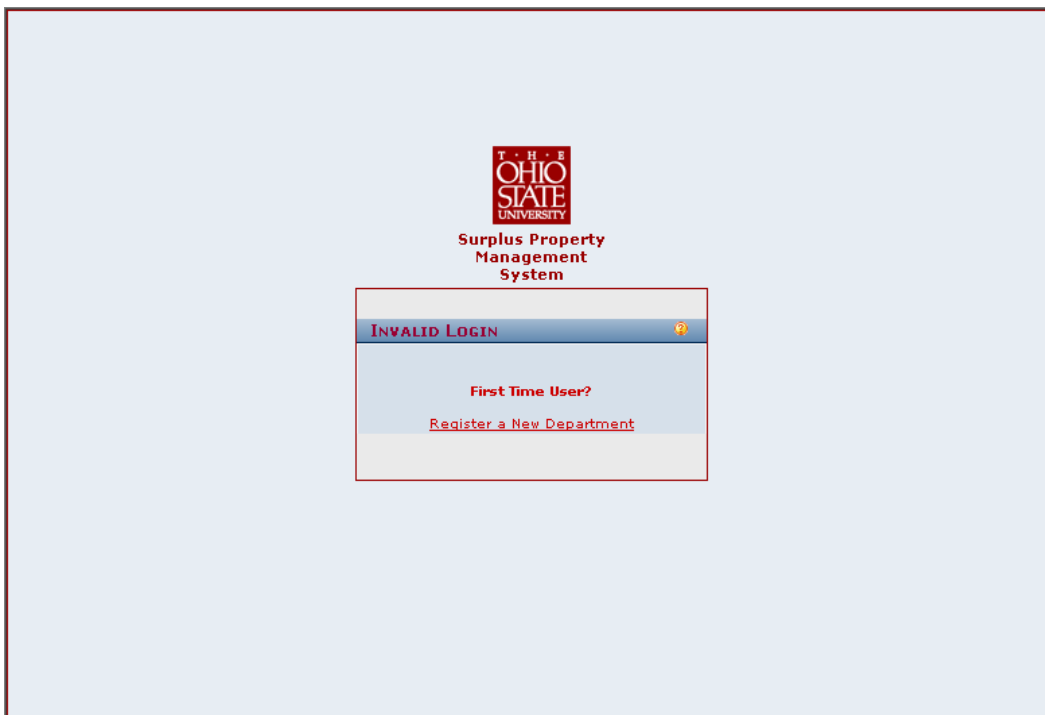 T · H · E
OHIO
STATE
UNIVERSITY
Surplus Property
Management
System
INVALID LOGIN
?
First Time User?
Register a New Department